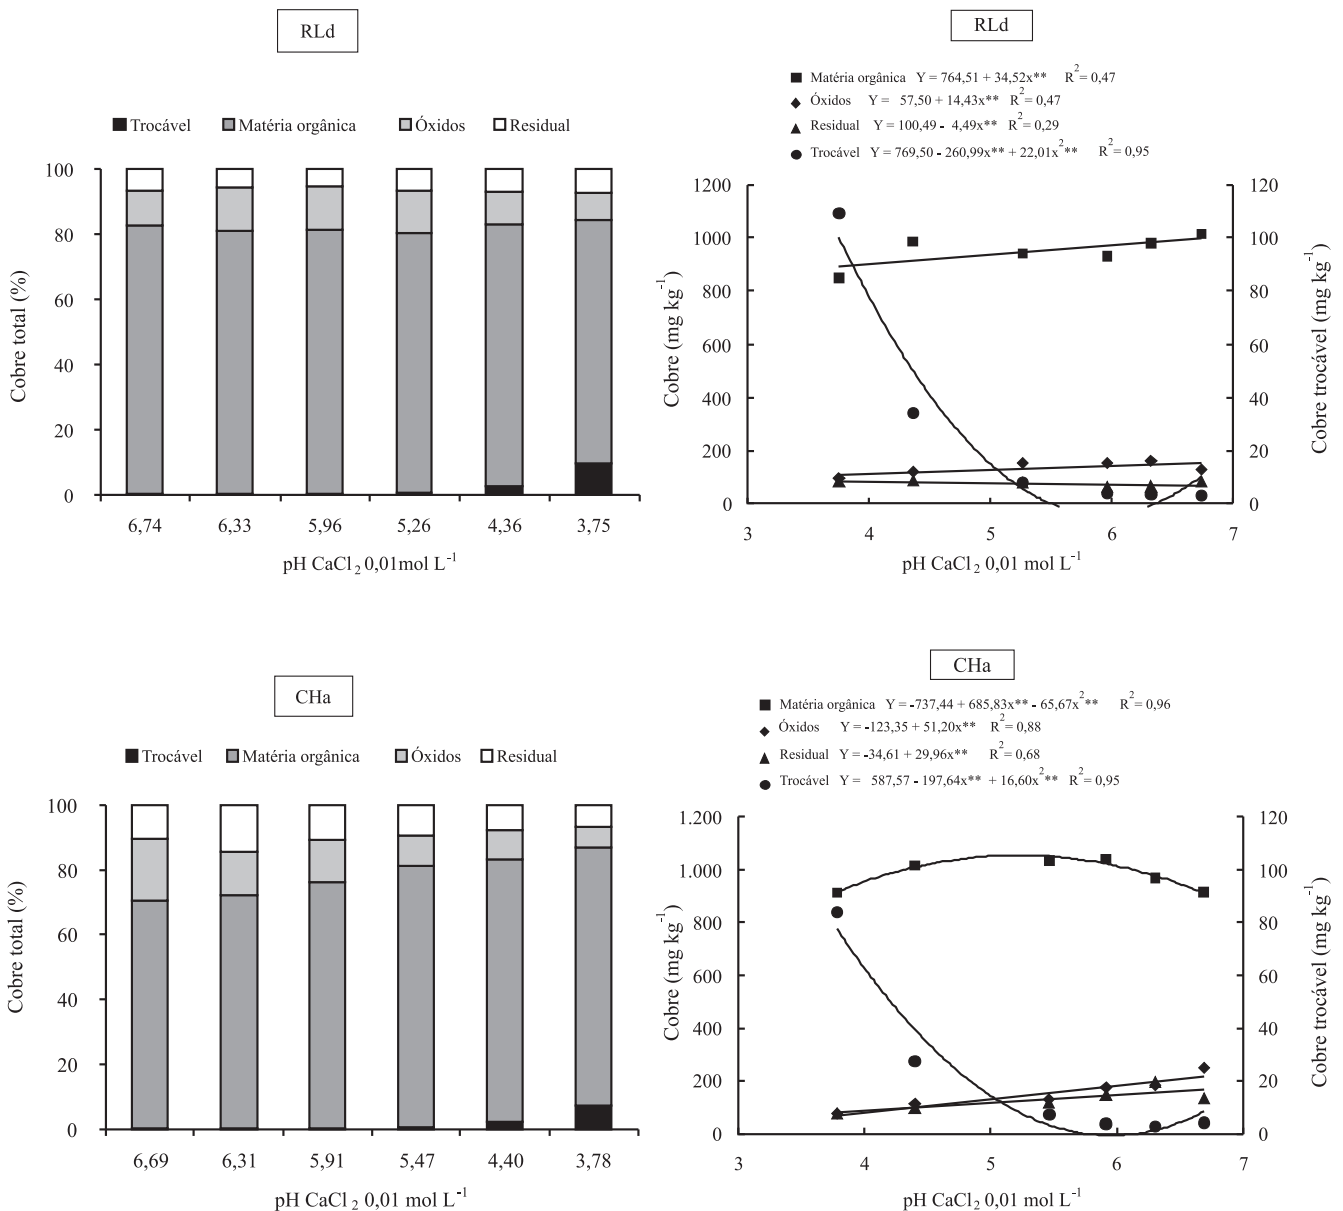 RLd
Trocável Matéria orgânica Óxidos Residual
100
80
60
40
20
0
Cobre total (%)
6,74 6,33 5,96 5,26 4,36 3,75
pH CaCl2 0,01mol L-1
RLd
Matéria orgânica Y = 764,51 + 34,52x** R2= 0,47
Óxidos Y = 57,50 + 14,43x** R2= 0,47
Residual Y = 100,49 - 4,49x** R2= 0,29
Trocável Y = 769,50 - 260,99x** + 22,01x2** R2= 0,95
1200 120
1000 100
800 80
600 60
400 40
200 20
0 0
Cobre (mg kg-1)
Cobre trocável (mg kg-1)
3 4 5 6 7
pH CaCl2 0,01 mol L-1
CHa
Trocável Matéria orgânica Óxidos Residual
100
80
60
40
20
0
Cobre total (%)
6,69 6,31 5,91 5,47 4,40 3,78
pH CaCl2 0,01 mol L-1
CHa
Matéria orgânica Y = -737,44 + 685,83x** - 65,67x2** R2= 0,96
Óxidos Y = -123,35 + 51,20x** R2= 0,88
Residual Y = -34,61 + 29,96x** R2= 0,68
Trocável Y = 587,57 - 197,64x** + 16,60x2** R2= 0,95
1.200 120
1.000 100
800 80
600 60
400 40
200 20
0 0
Cobre (mg kg-1)
Cobre trocável (mg kg-1)
3 4 5 6 7
pH CaCl2 0,01 mol L-1